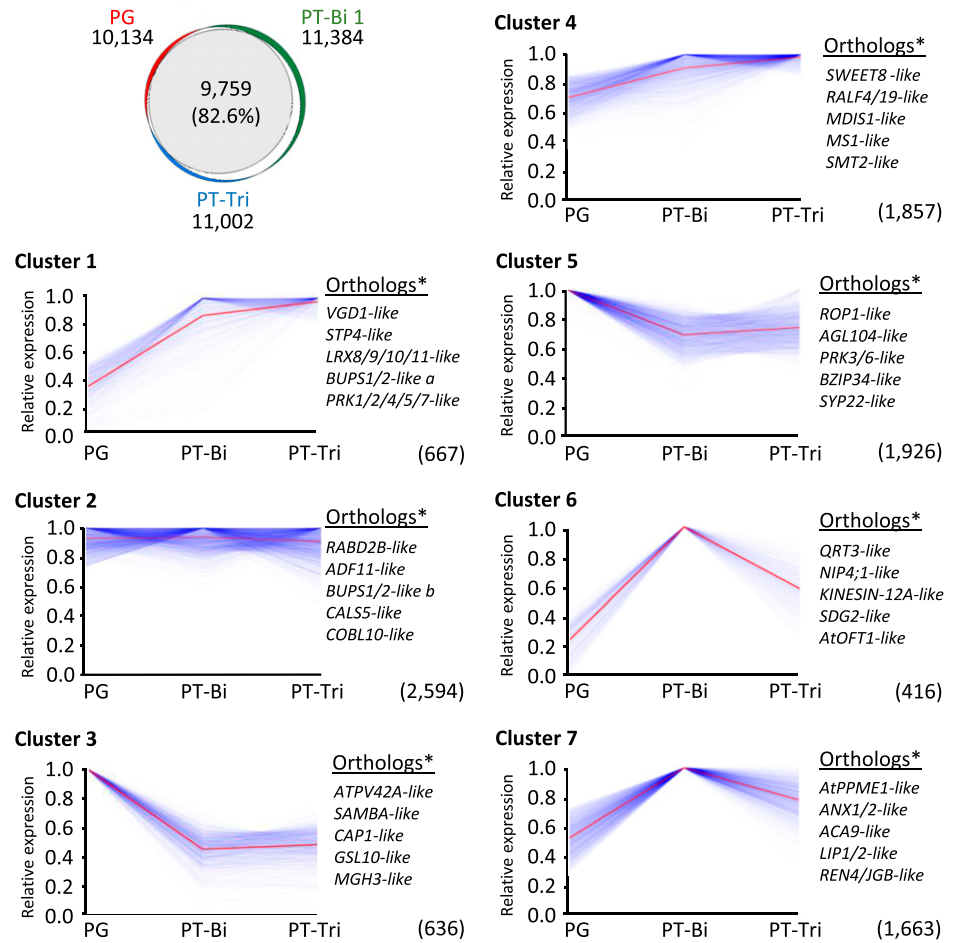 PG
10,134
PT-Bi 1
11,384
9,759
(82.6%)
PT-Tri
11,002
Cluster 1
Relative expression
1.0
0.8
0.6
0.4
0.2
0.0
PG
PT-Bi
PT-Tri
Orthologs*
VGD1-like
STP4-like
LRX8/9/10/11-like
BUPS1/2-like a
PRK1/2/4/5/7-like
(667)
Cluster 2
Relative expression
1.0
0.8
0.6
0.4
0.2
0.0
PG
PT-Bi
PT-Tri
Orthologs*
RABD2B-like
ADF11-like
BUPS1/2-like b
CALS5-like
COBL10-like
(2,594)
Cluster 3
Relative expression
1.0
0.8
0.6
0.4
0.2
0.0
PG
PT-Bi
PT-Tri
Orthologs*
ATPV42A-like
SAMBA-like
CAP1-like
GSL10-like
MGH3-like
(636)
Cluster 4
Relative expression
1.0
0.8
0.6
0.4
0.2
0.0
PG
PT-Bi
PT-Tri
Orthologs*
SWEET8-like
RALF4/19-like
MDIS1-like
MS1-like
SMT2-like
(1,857)
Cluster 5
Relative expression
1.0
0.8
0.6
0.4
0.2
0.0
PG
PT-Bi
PT-Tri
Orthologs*
ROP1-like
AGL104-like
PRK3/6-like
BZIP34-like
SYP22-like
(1,926)
Cluster 6
Relative expression
1.0
0.8
0.6
0.4
0.2
0.0
PG
PT-Bi
PT-Tri
Orthologs*
QRT3-like
NIP4;1-like
KINESIN-12A-like
SDG2-like
AtOFT1-like
(416)
Cluster 7
Relative expression
1.0
0.8
0.6
0.4
0.2
0.0
PG
PT-Bi
PT-Tri
Orthologs*
AtPPME1-like
ANX1/2-like
ACA9-like
LIP1/2-like
REN4/JGB-like
(1,663)